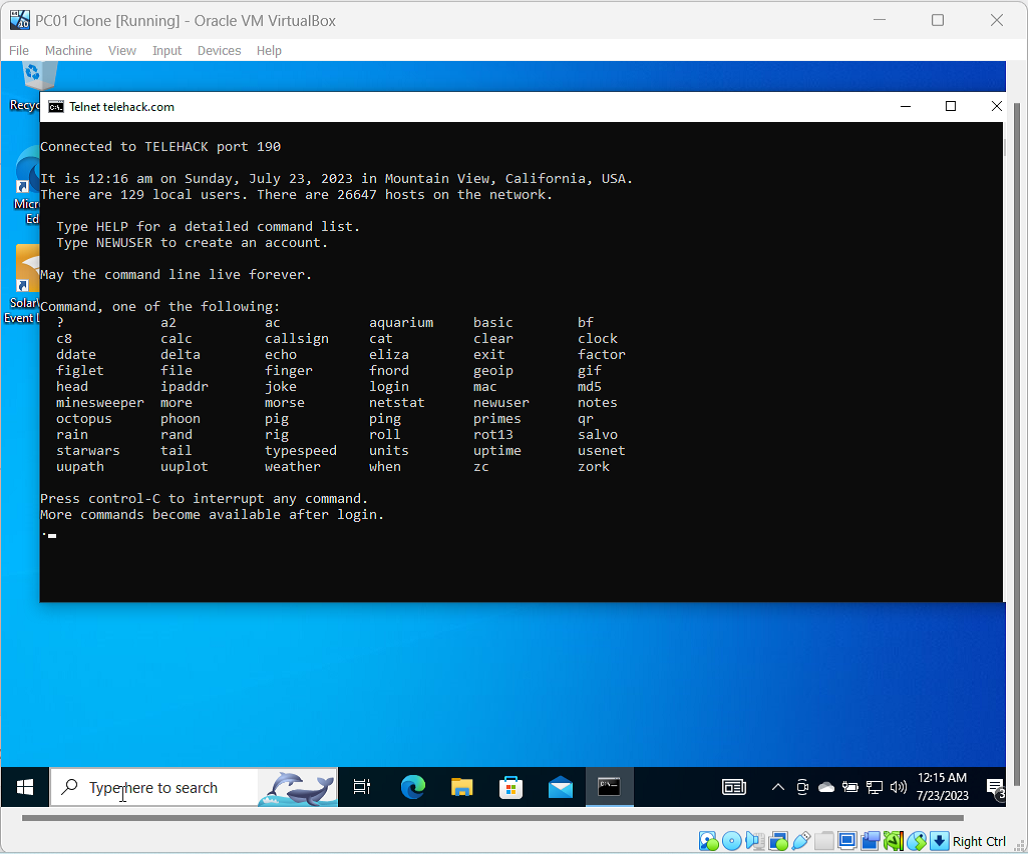 PC01 Clone [Running] - Oracle VM VirtualBox
File Machine View Input Devices Help
Recyc
Micr
Ed
Solar
Event L
Telnet telehack.com
Connected to TELEHACK port 190
It is 12:16 am on Sunday, July 23, 2023 in Mountain View, California, USA.
There are 129 local users. There are 26647 hosts on the network.
Type HELP for a detailed command list.
Type NEWUSER to create an account.
May the command line live forever.
Command, one of the following:
? a2 ac aquarium basic bf
c8 calc callsign cat clear clock
ddate delta echo eliza exit factor
figlet file finger fnord geoip gif
head ipaddr joke login mac md5
minesweeper more morse netstat newuser notes
octopus phoon pig ping primes qr
rain rand rig roll rot13 salvo
starwars tail typespeed units uptime usenet
uupath uuplot weather when zc zork
Press control-C to interrupt any command.
More commands become available after login.
.
Type here to search
12:15 AM
7/23/2023
3
Right Ctrl